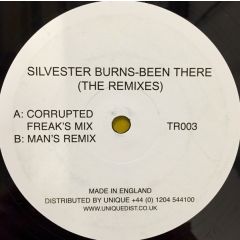 SILVESTER BURNS-BEEN THERE
(THE REMIXES)
A: CORRUPTED
FREAK'S MIX
TR003
B: MAN'S REMIX
MADE IN ENGLAND
DISTRIBUTED BY UNIQUE +44 (0) 1204 544100
WWW.UNIQUEDIST.CO.UK